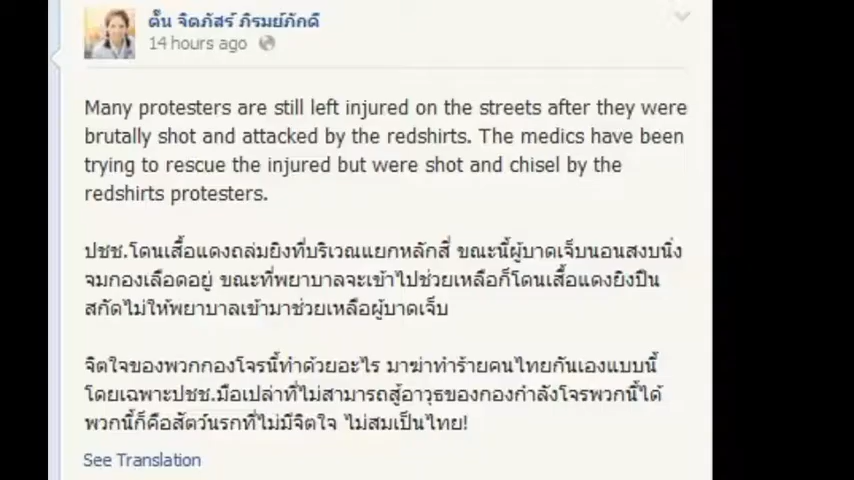 ตั๊น จิตภัสร์ ภิรมย์ภักดี
14 hours ago
Many protesters are still left injured on the streets after they were
brutally shot and attacked by the redshirts. The medics have been
trying to rescue the injured but were shot and chisel by the
redshirts protesters.
ปชช.โดนเสื้อแดงถล่มยิงที่บริเวณแยกหลักสี่ ขณะนี้ผู้บาดเจ็บนอนสงบนิ่ง
จมกองเลือดอยู่ ขณะที่พยาบาลจะเข้าไปช่วยเหลือก็โดนเสื้อแดงยิงปืน
สกัดไม่ให้พยาบาลเข้ามาช่วยเหลือผู้บาดเจ็บ
จิตใจของพวกกองโจรนี้ทำด้วยอะไร มาฆ่าทำร้ายคนไทยกันเองแบบนี้
โดยเฉพาะปชช.มือเปล่าที่ไม่สามารถสู้อาวุธของกองกำลังโจรพวกนี้ได้
พวกนี้ก็คือสัตว์นรกที่ไม่มีจิตใจ ไม่สมเป็นไทย!
See Translation